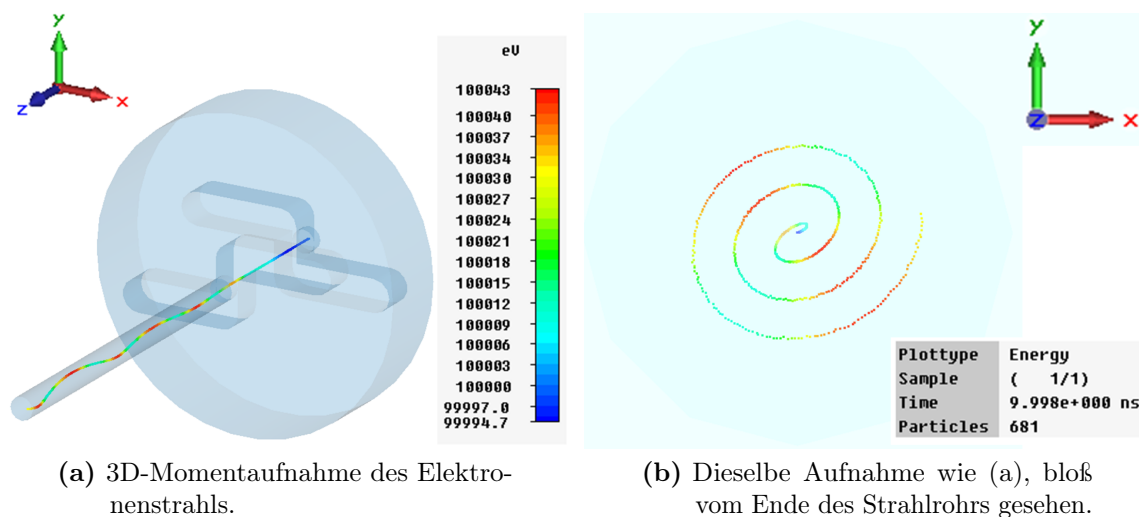 Y
X
Z
eV
100043
100040
100037
100034
100030
100027
100024
100021
100018
100015
100012
100009
100006
100003
100000
99997.0
99994.7
(a) 3D-Momentaufnahme des Elektro-
nenstrahls.
Y
Z
X
Plottype Energy
Sample ( 1/1)
Time 9.998e+000 ns
Particles 681
(b) Dieselbe Aufnahme wie (a), bloß
vom Ende des Strahlrohrs gesehen.